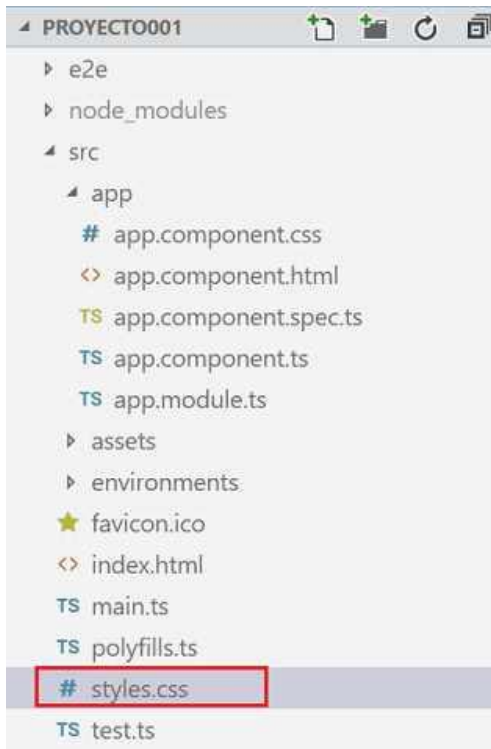 PROYECTO001
e2e
node_modules
src
app
# app.component.css
<> app.component.html
TS app.component.spec.ts
TS app.component.ts
TS app.module.ts
assets
environments
favicon.ico
<> index.html
TS main.ts
TS polyfills.ts
# styles.css
TS test.ts